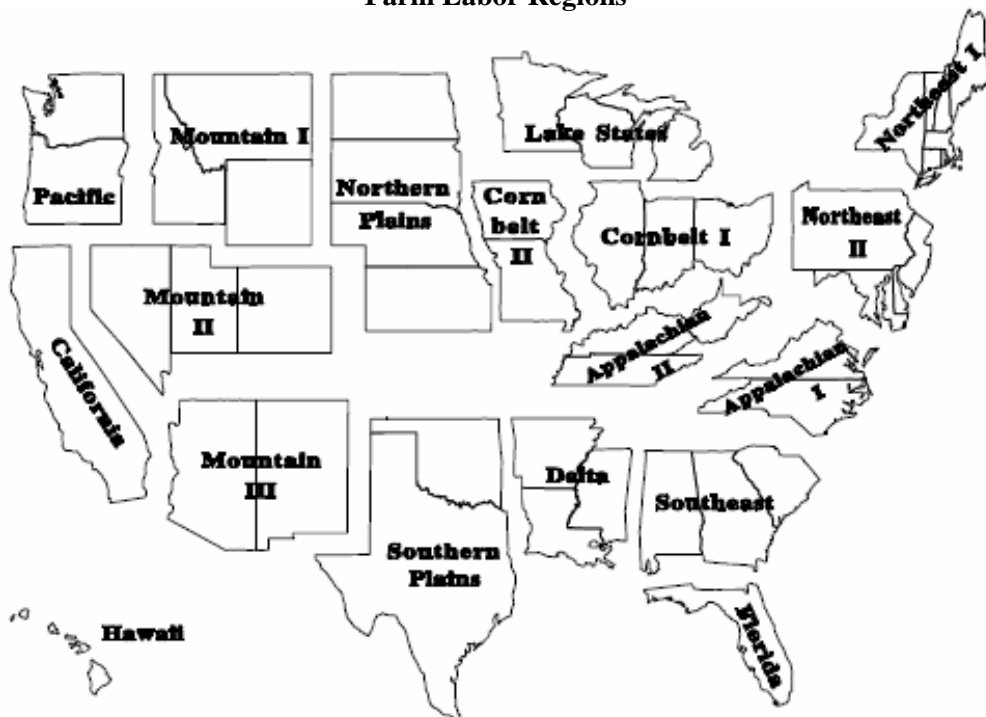 Farm Labor Regions
Northeast I
Mountain I
Lake States
Pacific
Northern
Plains
Corn
belt
II
Cornbelt I
Northeast
II
Mountain
II
California
Appalachian
II
Appalachian
I
Mountain
III
Delta
Southeast
Southern
Plains
Florida
Hawaii